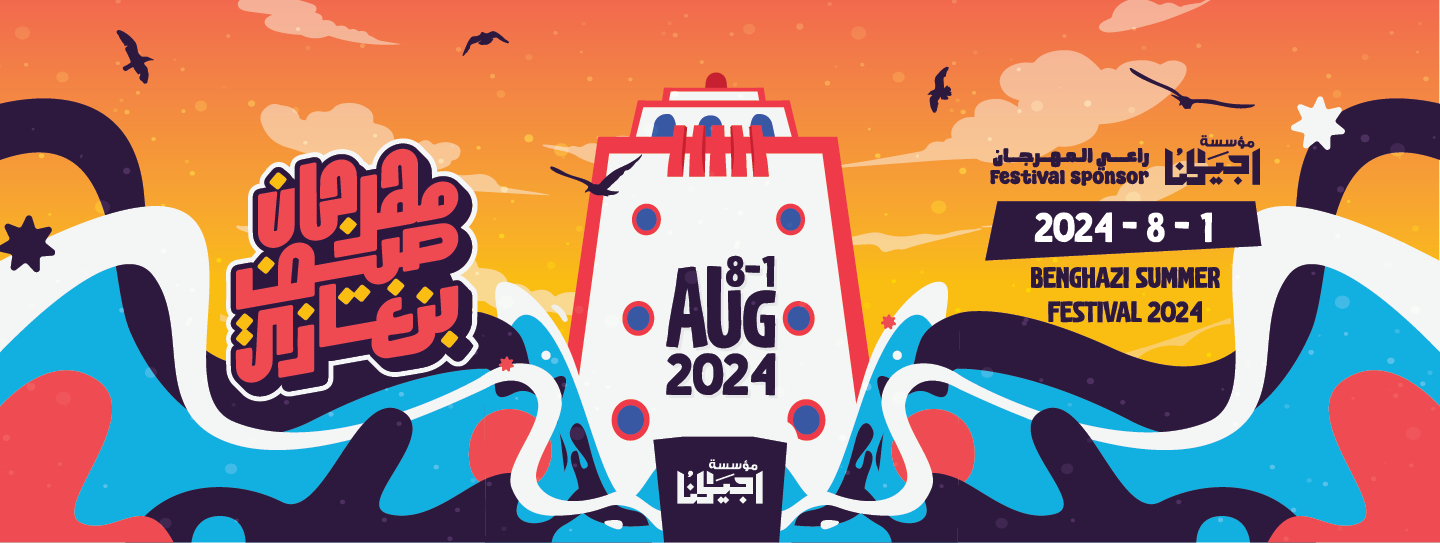 مهرجان
صيف
بنغازي
8-1
AUG
2024
مؤسسة
اجيالنا
راعي المهرجان
Festival sponsor
مؤسسة
اجيالنا
2024 - 8 - 1
BENGHAZI SUMMER
FESTIVAL 2024